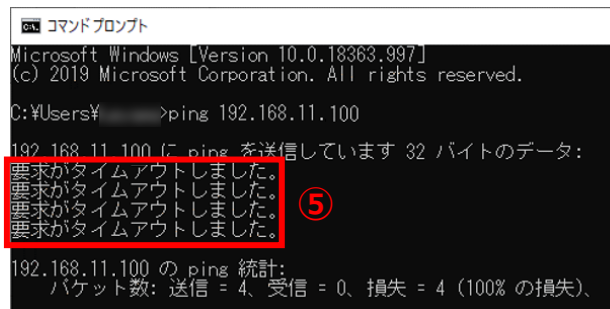 コマンド プロンプト
Microsoft Windows [Version 10.0.18363.997]
(c) 2019 Microsoft Corporation. All rights reserved.
C:¥Users¥ >ping 192.168.11.100
192.168.11.100 に ping を送信しています 32 バイトのデータ:
要求がタイムアウトしました。
要求がタイムアウトしました。
要求がタイムアウトしました。
要求がタイムアウトしました。
⑤
192.168.11.100 の ping 統計:
パケット数: 送信 = 4、受信 = 0、損失 = 4 (100% の損失)、